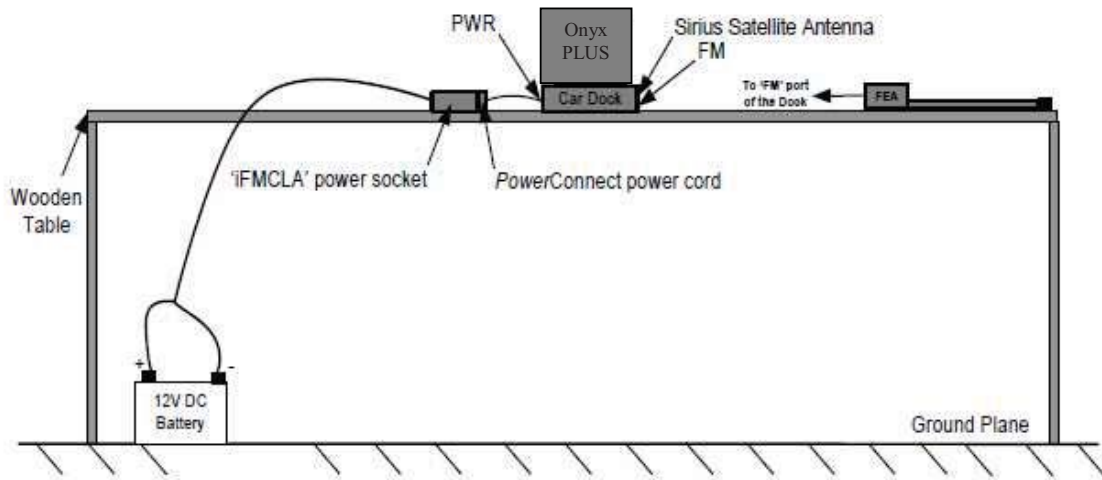 PWR
Onyx
PLUS
Sirius Satellite Antenna
FM
Car Dock
To 'FM' port
of the Dock
FEA
'iFMCLA' power socket
PowerConnect power cord
Wooden
Table
+
-
12V DC
Battery
Ground Plane